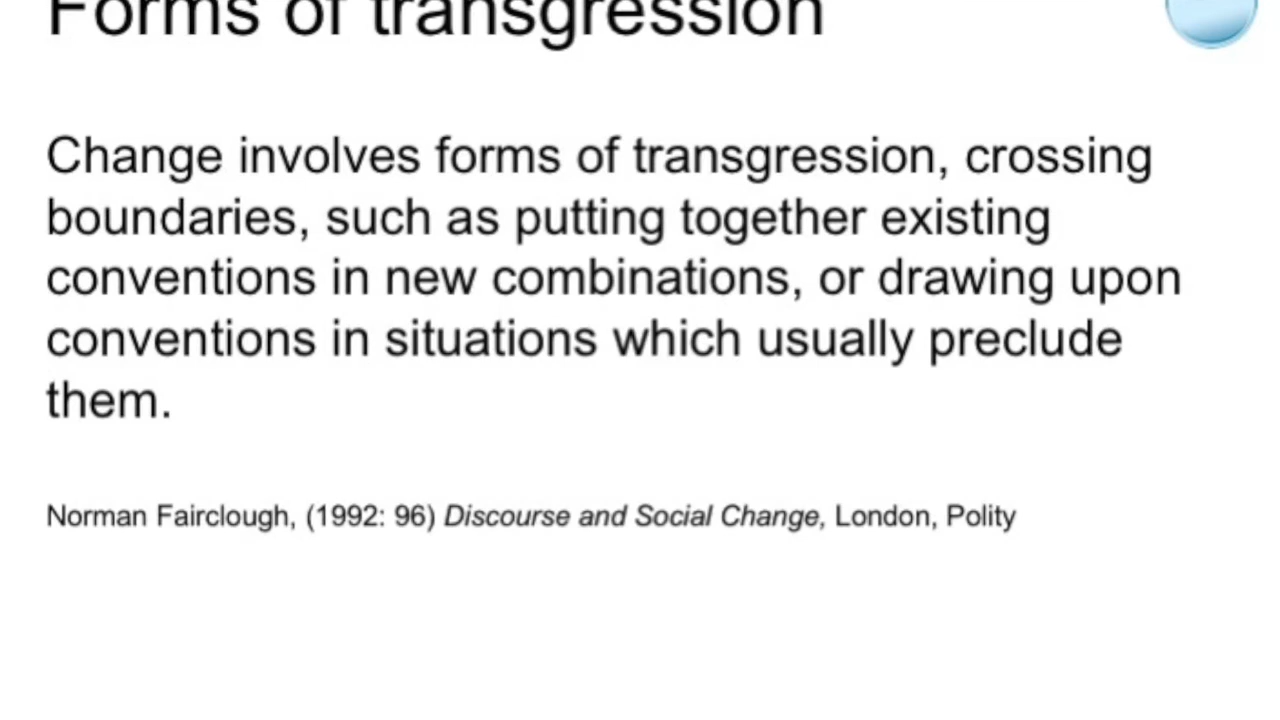 Forms of transgression
Change involves forms of transgression, crossing
boundaries, such as putting together existing
conventions in new combinations, or drawing upon
conventions in situations which usually preclude
them.
Norman Fairclough, (1992: 96) Discourse and Social Change, London, Polity